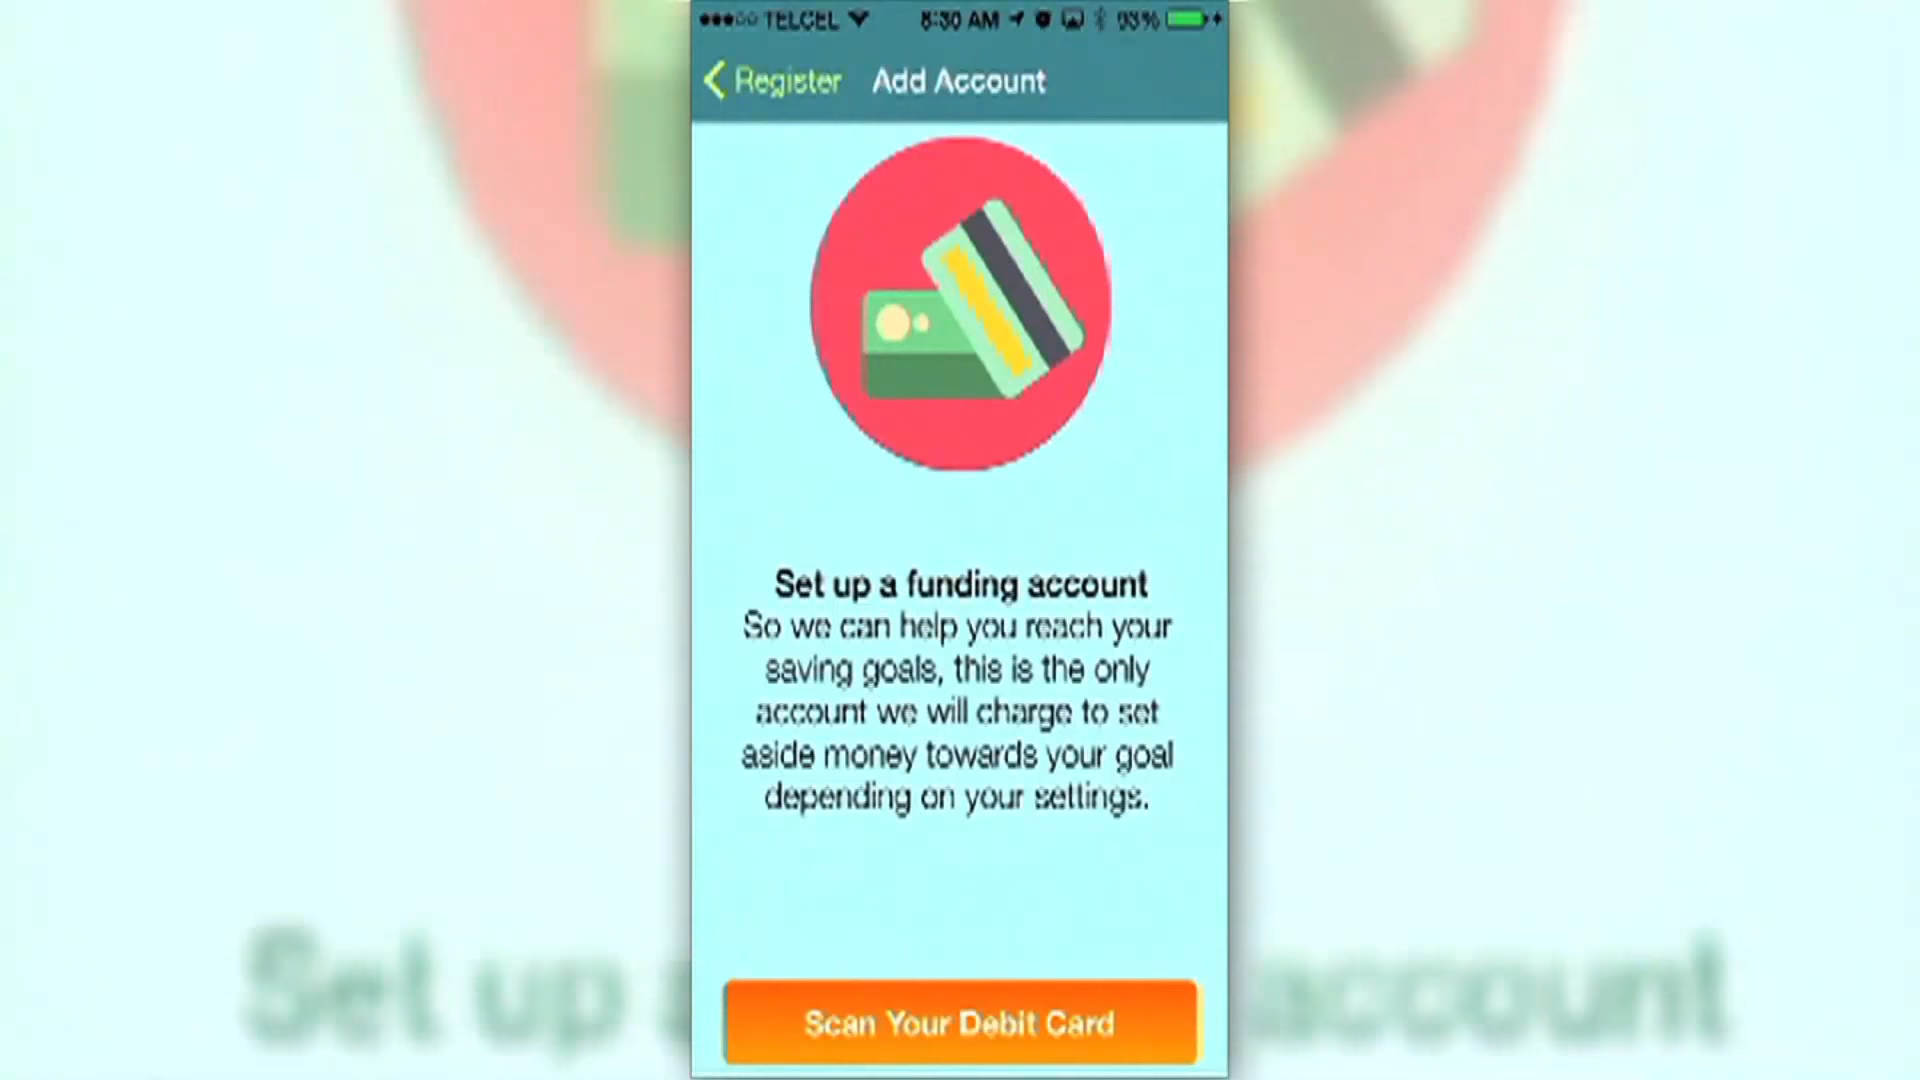 TELCEL 8:30 AM 93%
Register Add Account
Set up a funding account
So we can help you reach your
saving goals, this is the only
account we will charge to set
aside money towards your goal
depending on your settings.
Set up a account
Scan Your Debit Card